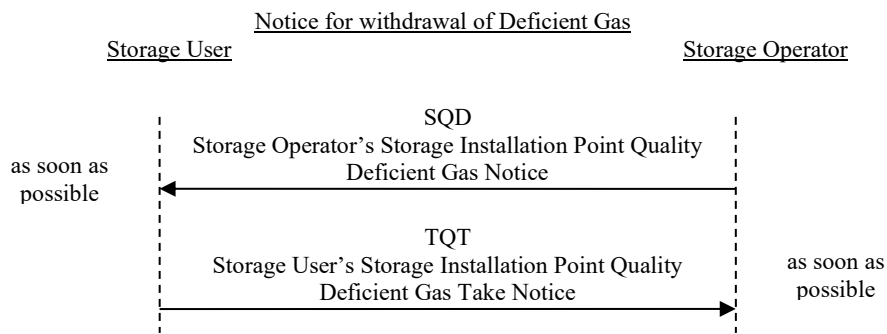 Notice for withdrawal of Deficient Gas
Storage User
Storage Operator
SQD
Storage Operator’s Storage Installation Point Quality
Deficient Gas Notice
as soon as
possible
TQT
Storage User’s Storage Installation Point Quality
Deficient Gas Take Notice
as soon as
possible